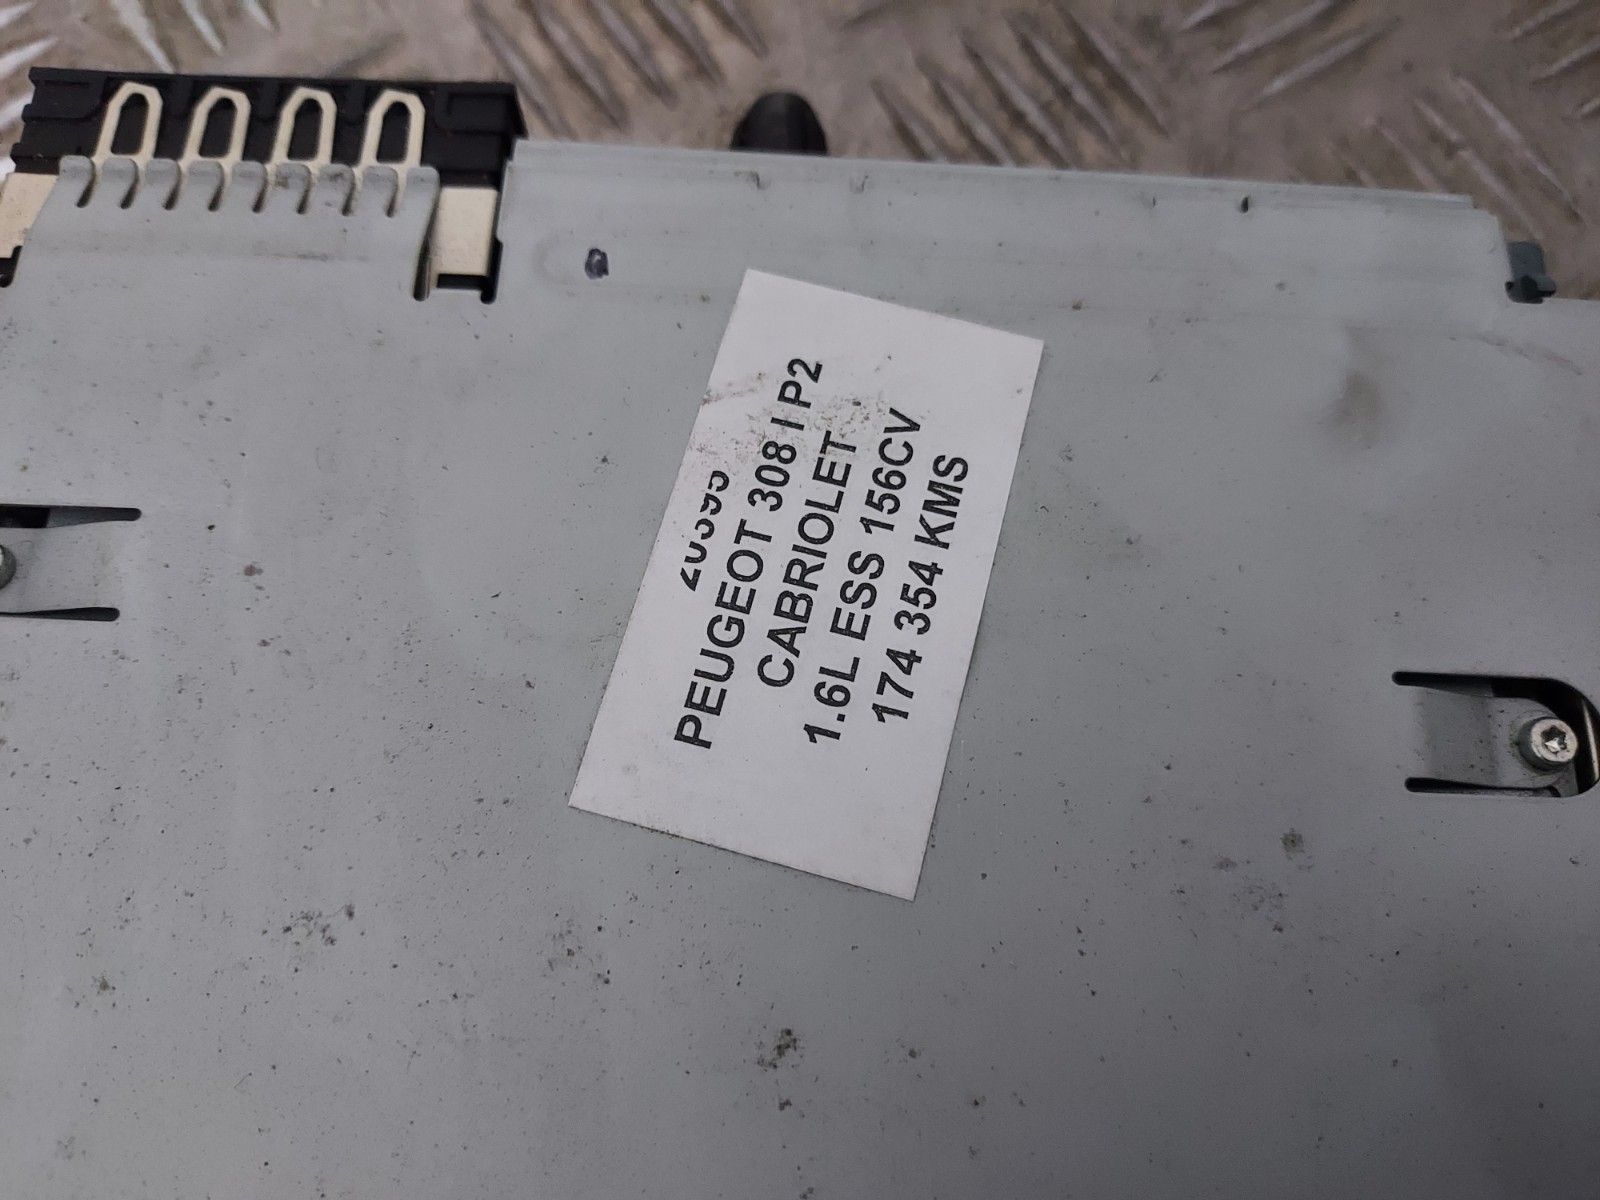 PEUGEOT 308 I P2
CABRIOLET
1.6L ESS 156CV
174 354 KMS